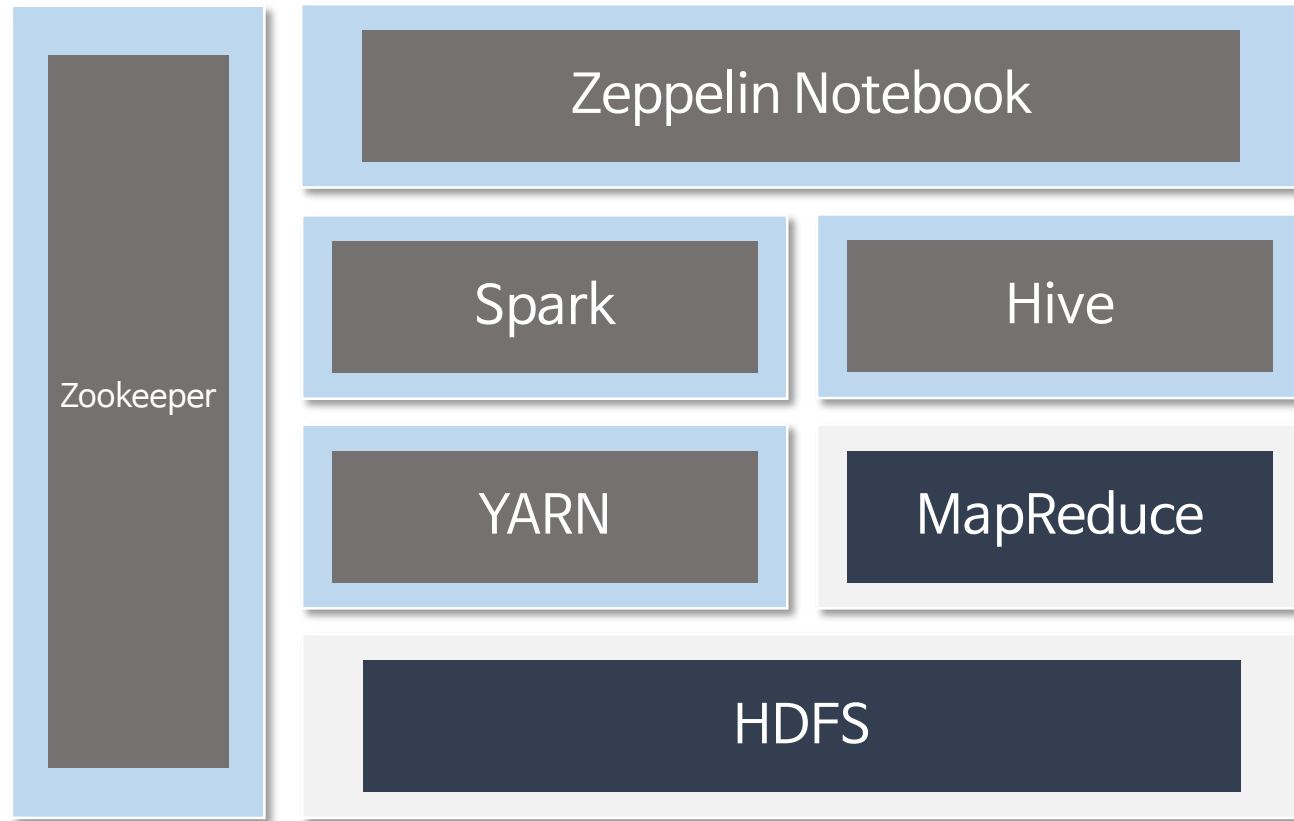 Zeppelin Notebook
Spark
Hive
Zookeeper
YARN
MapReduce
HDFS